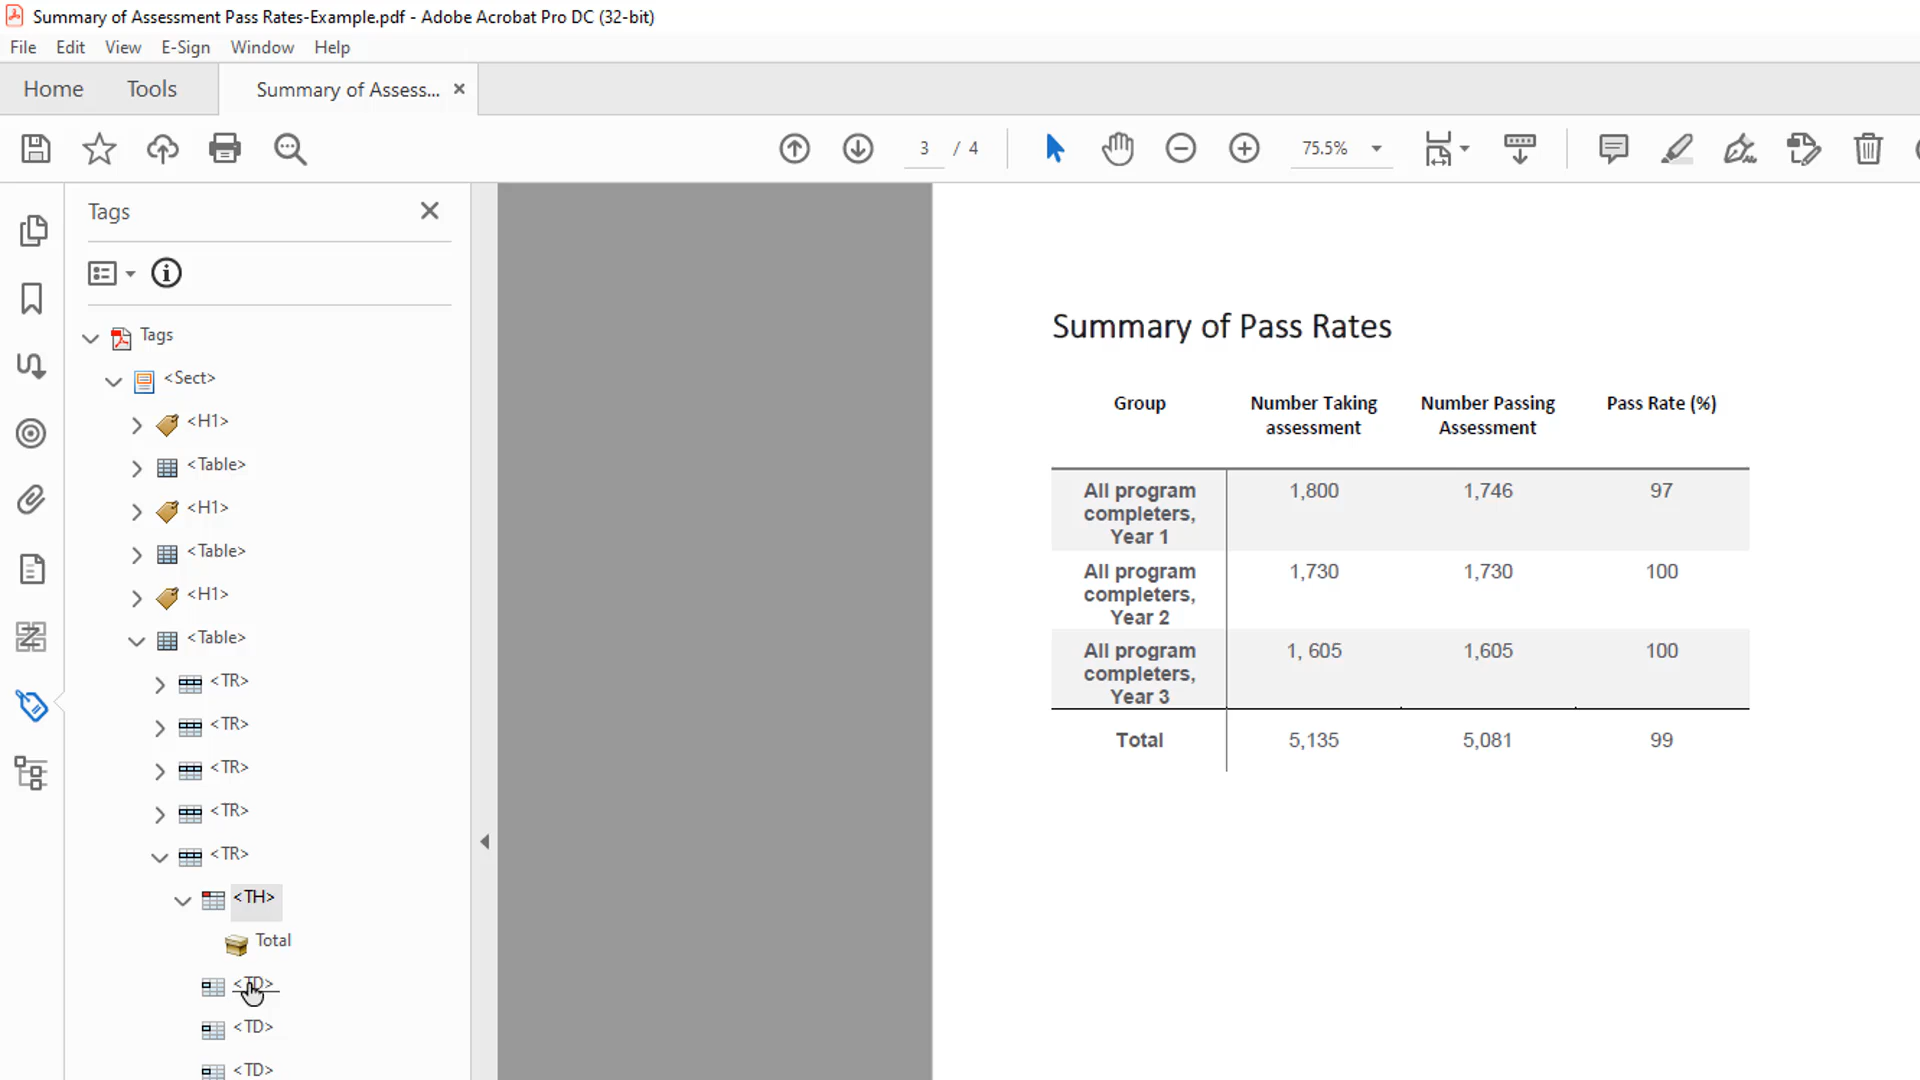 Summary of Assessment Pass Rates-Example.pdf - Adobe Acrobat Pro DC (32-bit)
File Edit View E-Sign Window Help
Home Tools Summary of Assess... ×
3 / 4 75.5%
Tags
Tags
<Sect>
<H1>
<Table>
<H1>
<Table>
<H1>
<Table>
<TR>
<TR>
<TR>
<TR>
<TR>
<TH>
Total
<TD>
<TD>
<TD>
Summary of Pass Rates
Group Number Taking assessment Number Passing Assessment Pass Rate (%)
All program completers, Year 1 1,800 1,746 97
All program completers, Year 2 1,730 1,730 100
All program completers, Year 3 1, 605 1,605 100
Total 5,135 5,081 99